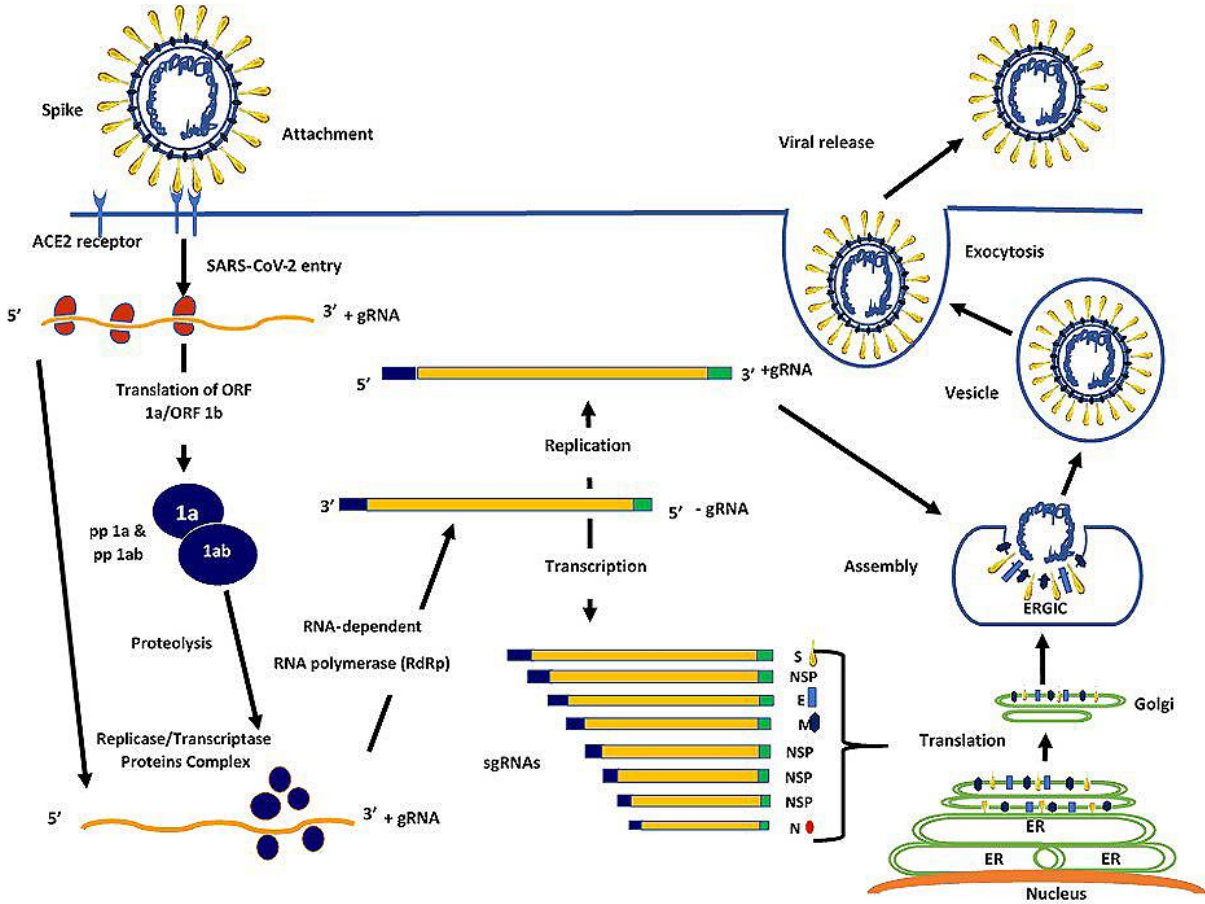 Spike
Attachment
Viral release
ACE2 receptor
SARS-CoV-2 entry
Exocytosis
5′
3′ + gRNA
Translation of ORF
1a/ORF 1b
5′
3′ +gRNA
Vesicle
Replication
1a
1ab
pp 1a &
pp 1ab
3′
5′ - gRNA
Transcription
Assembly
ERGIC
Proteolysis
RNA-dependent
RNA polymerase (RdRp)
S
NSP
E
M
NSP
NSP
NSP
N
sgRNAs
Golgi
Translation
Replicase/Transcriptase
Proteins Complex
5′
3′ + gRNA
ER
ER
ER
Nucleus